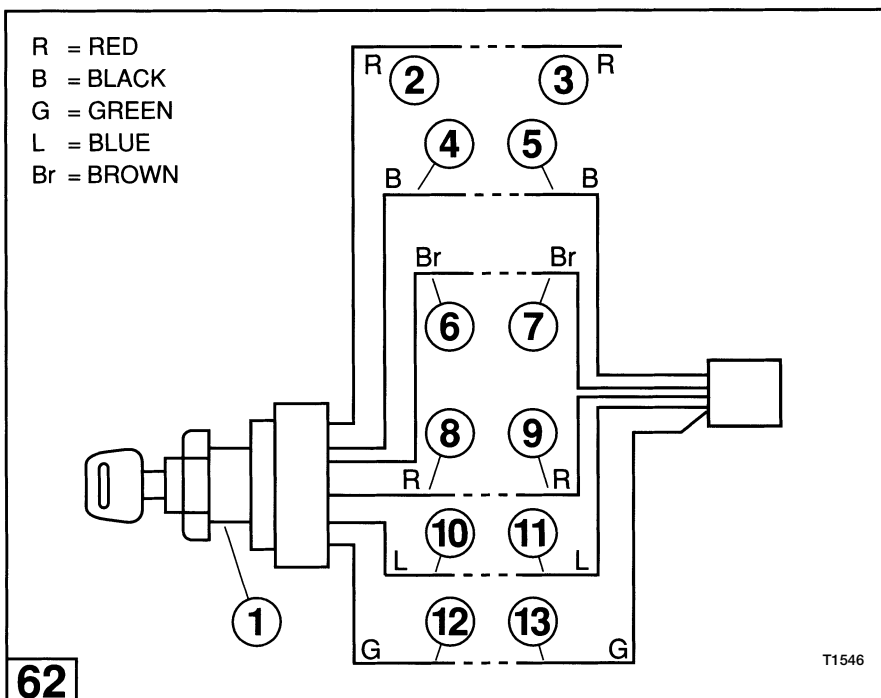 R = RED
B = BLACK
G = GREEN
L = BLUE
Br = BROWN
R 2 3 R
4 5
B B
Br Br
6 7
8 9
R R
10 11
L L
1 12 13
G G
T1546
62